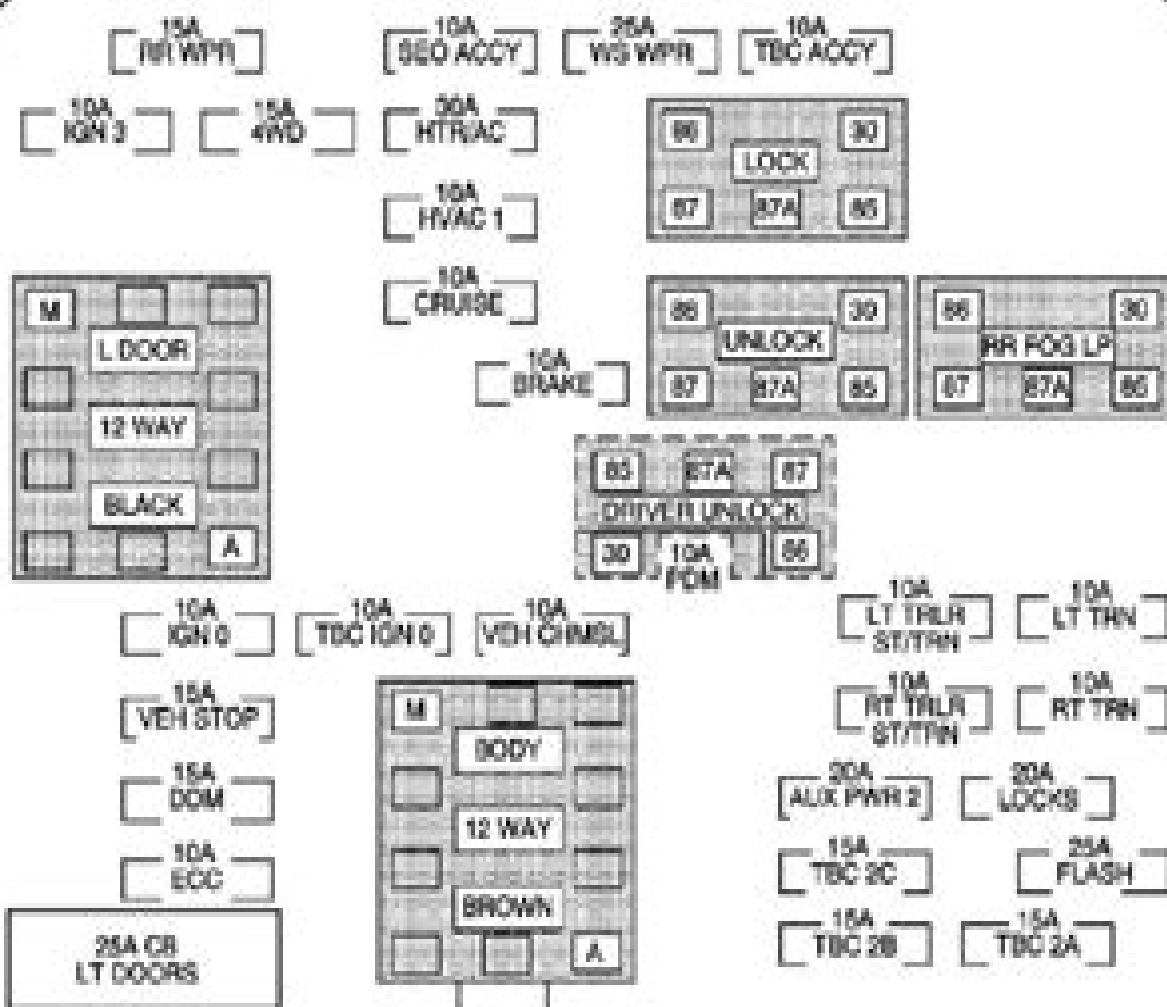 15A
RR WPR
10A
SEO ACCY
25A
WS WPR
10A
TBC ACCY
10A
IGN 3
15A
4WD
30A
HTR/AC
86
30
LOCK
87
87A
85
10A
HVAC 1
10A
CRUISE
M
L DOOR
12 WAY
BLACK
A
86
30
UNLOCK
87
87A
85
86
30
RR FOG LP
87
87A
85
10A
BRAKE
85
87A
87
DRIVER UNLOCK
30
10A
PDM
86
10A
IGN 0
10A
TBC IGN 0
10A
VEH CHMSL
10A
LT TRLR
ST/TRN
10A
LT TRN
15A
VEH STOP
10A
RT TRLR
ST/TRN
10A
RT TRN
15A
DDM
10A
ECC
25A CB
LT DOORS
M
BODY
12 WAY
BROWN
A
20A
AUX PWR 2
20A
LOCKS
15A
TBC 2C
25A
FLASH
15A
TBC 2B
15A
TBC 2A